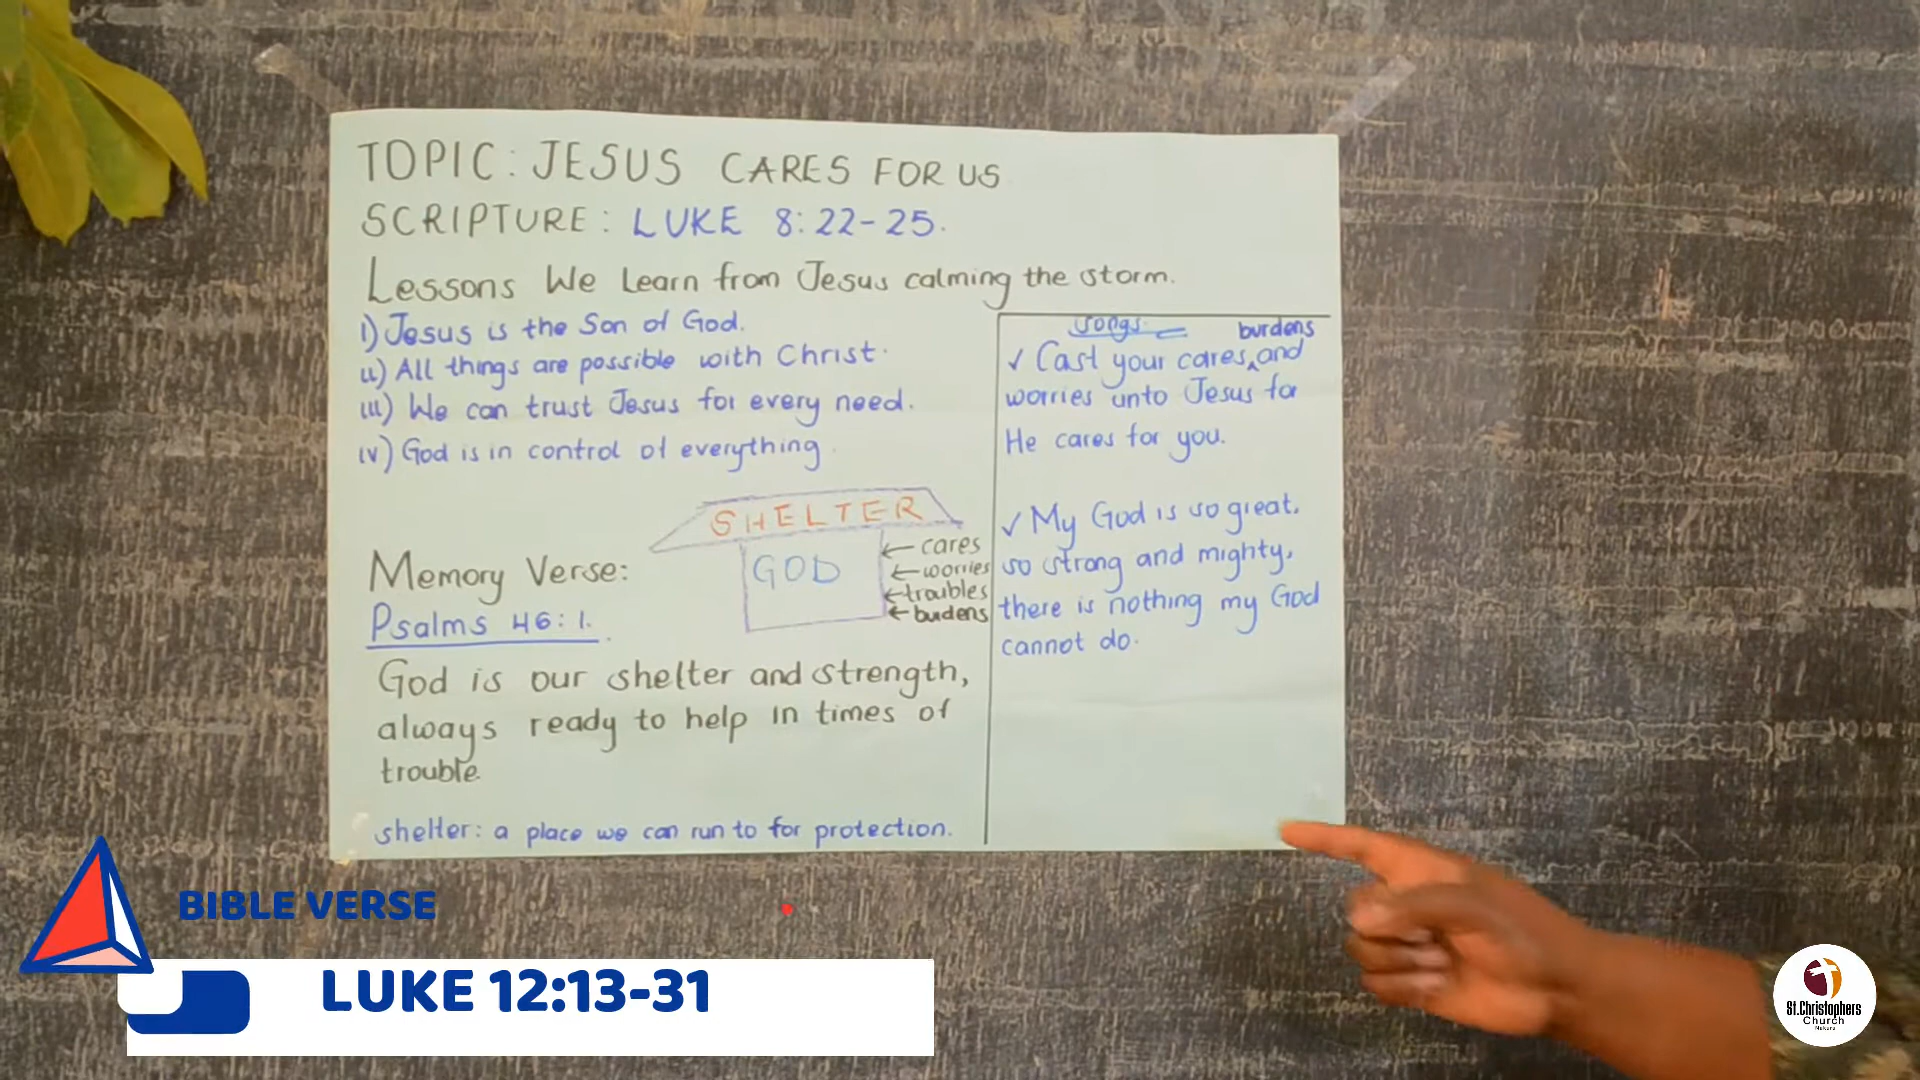 TOPIC: JESUS CARES FOR US
SCRIPTURE: LUKE 8:22-25.
Lessons We Learn from Jesus calming the storm.
i) Jesus is the Son of God.
ii) All things are possible with Christ.
iii) We can trust Jesus for every need.
iv) God is in control of everything
SHELTER
GOD
← cares
← worries
← troubles
← burdens
Memory Verse:
Psalms 46:1.
God is our shelter and strength,
always ready to help in times of
trouble
shelter: a place we can run to for protection.
songs
burdens
✓ Cast your cares, and
worries unto Jesus for
He cares for you.
✓ My God is so great,
so strong and mighty,
there is nothing my God
cannot do.
BIBLE VERSE
LUKE 12:13-31
St.Christophers
Church
Nakuru